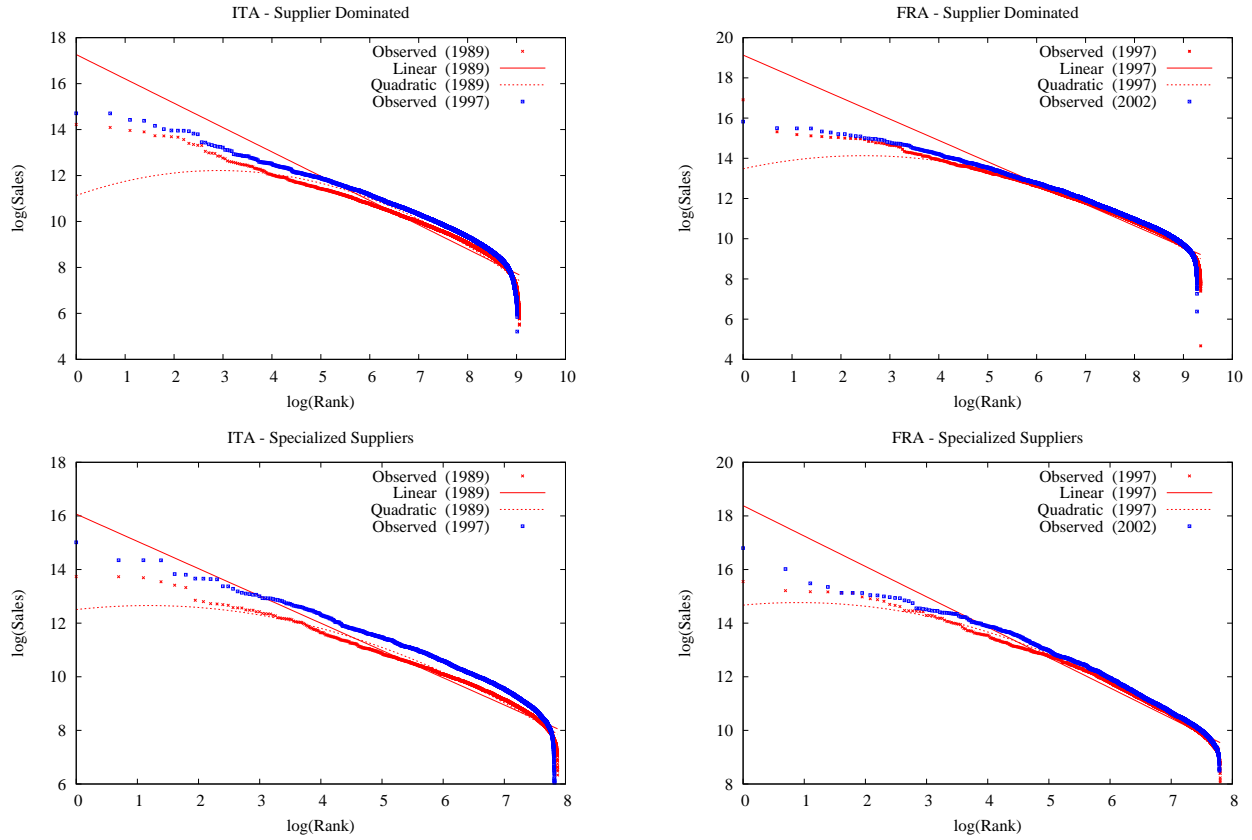 ITA - Supplier Dominated
18
16
14
12
10
8
6
4
0 1 2 3 4 5 6 7 8 9 10
log(Sales)
log(Rank)
Observed (1989)
Linear (1989)
Quadratic (1989)
Observed (1997)
FRA - Supplier Dominated
20
18
16
14
12
10
8
6
4
0 1 2 3 4 5 6 7 8 9 10
log(Sales)
log(Rank)
Observed (1997)
Linear (1997)
Quadratic (1997)
Observed (2002)
ITA - Specialized Suppliers
18
16
14
12
10
8
6
0 1 2 3 4 5 6 7 8
log(Sales)
log(Rank)
Observed (1989)
Linear (1989)
Quadratic (1989)
Observed (1997)
FRA - Specialized Suppliers
20
18
16
14
12
10
8
0 1 2 3 4 5 6 7 8
log(Sales)
log(Rank)
Observed (1997)
Linear (1997)
Quadratic (1997)
Observed (2002)